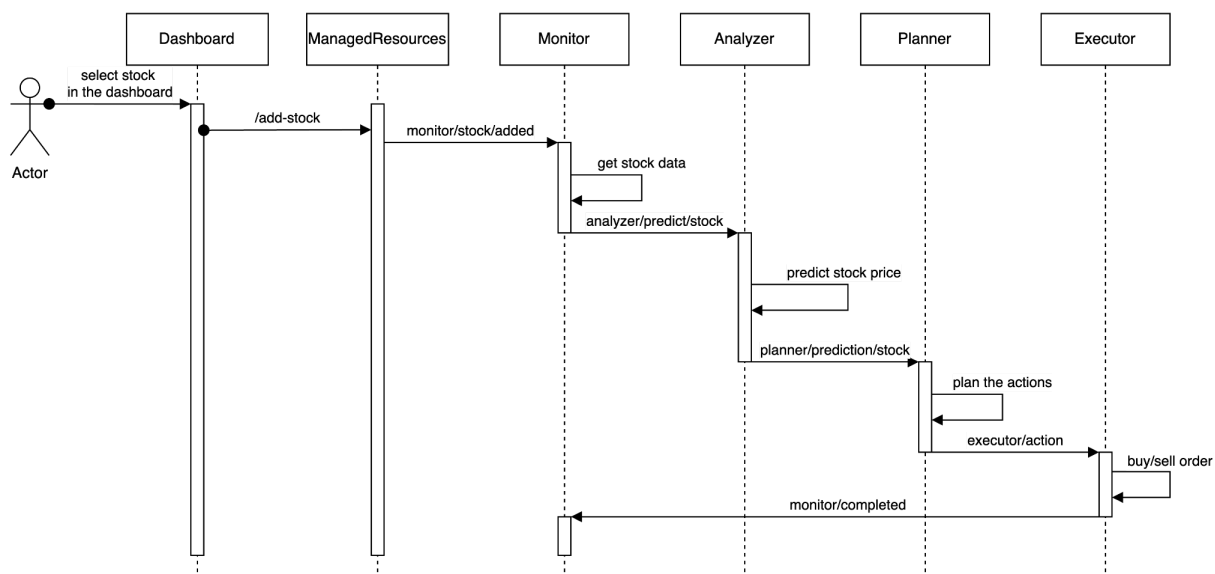 Dashboard
ManagedResources
Monitor
Analyzer
Planner
Executor
select stock
in the dashboard
/add-stock
monitor/stock/added
Actor
get stock data
analyzer/predict/stock
predict stock price
planner/prediction/stock
plan the actions
executor/action
buy/sell order
monitor/completed